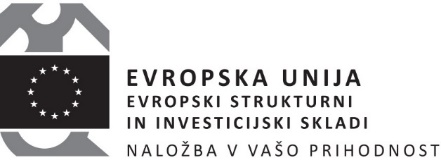 EVROPSKA UNIJA
EVROPSKI STRUKTURNI
IN INVESTICIJSKI SKLADI
NALOŽBA V VAŠO PRIHODNOST